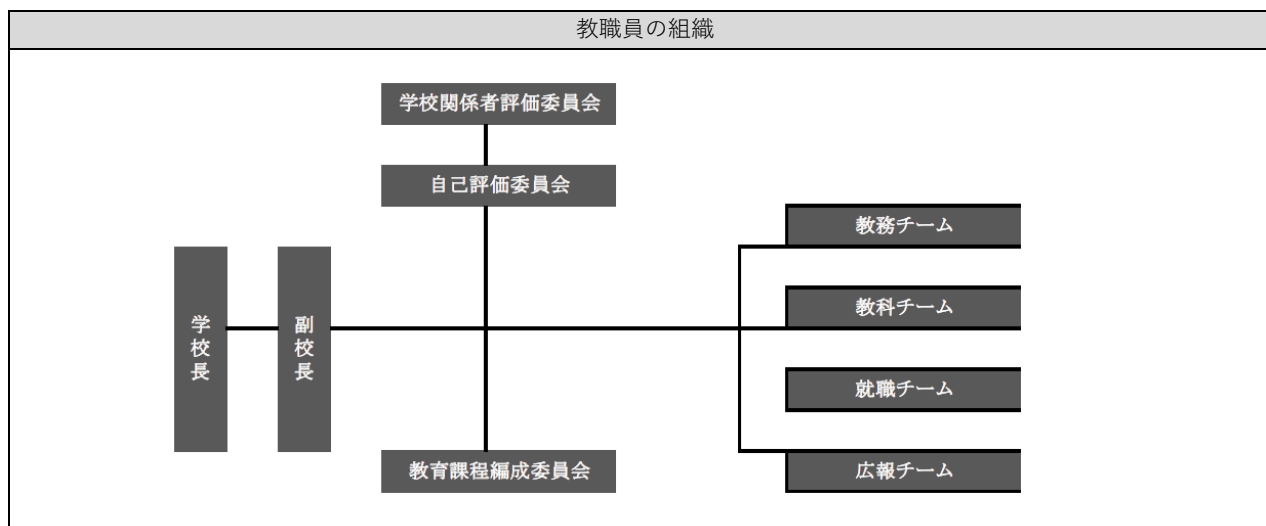 教職員の組織
学校関係者評価委員会
自己評価委員会
学校長
副校長
教務チーム
教科チーム
就職チーム
教育課程編成委員会
広報チーム